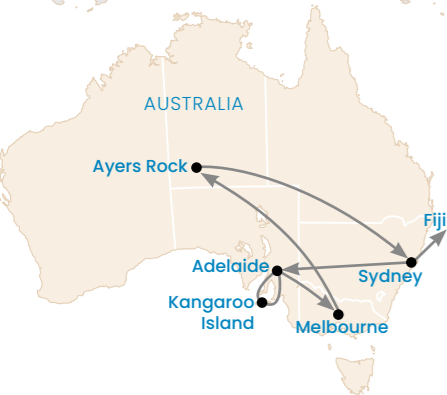 AUSTRALIA
Ayers Rock
Fiji
Adelaide
Sydney
Kangaroo
Island
Melbourne